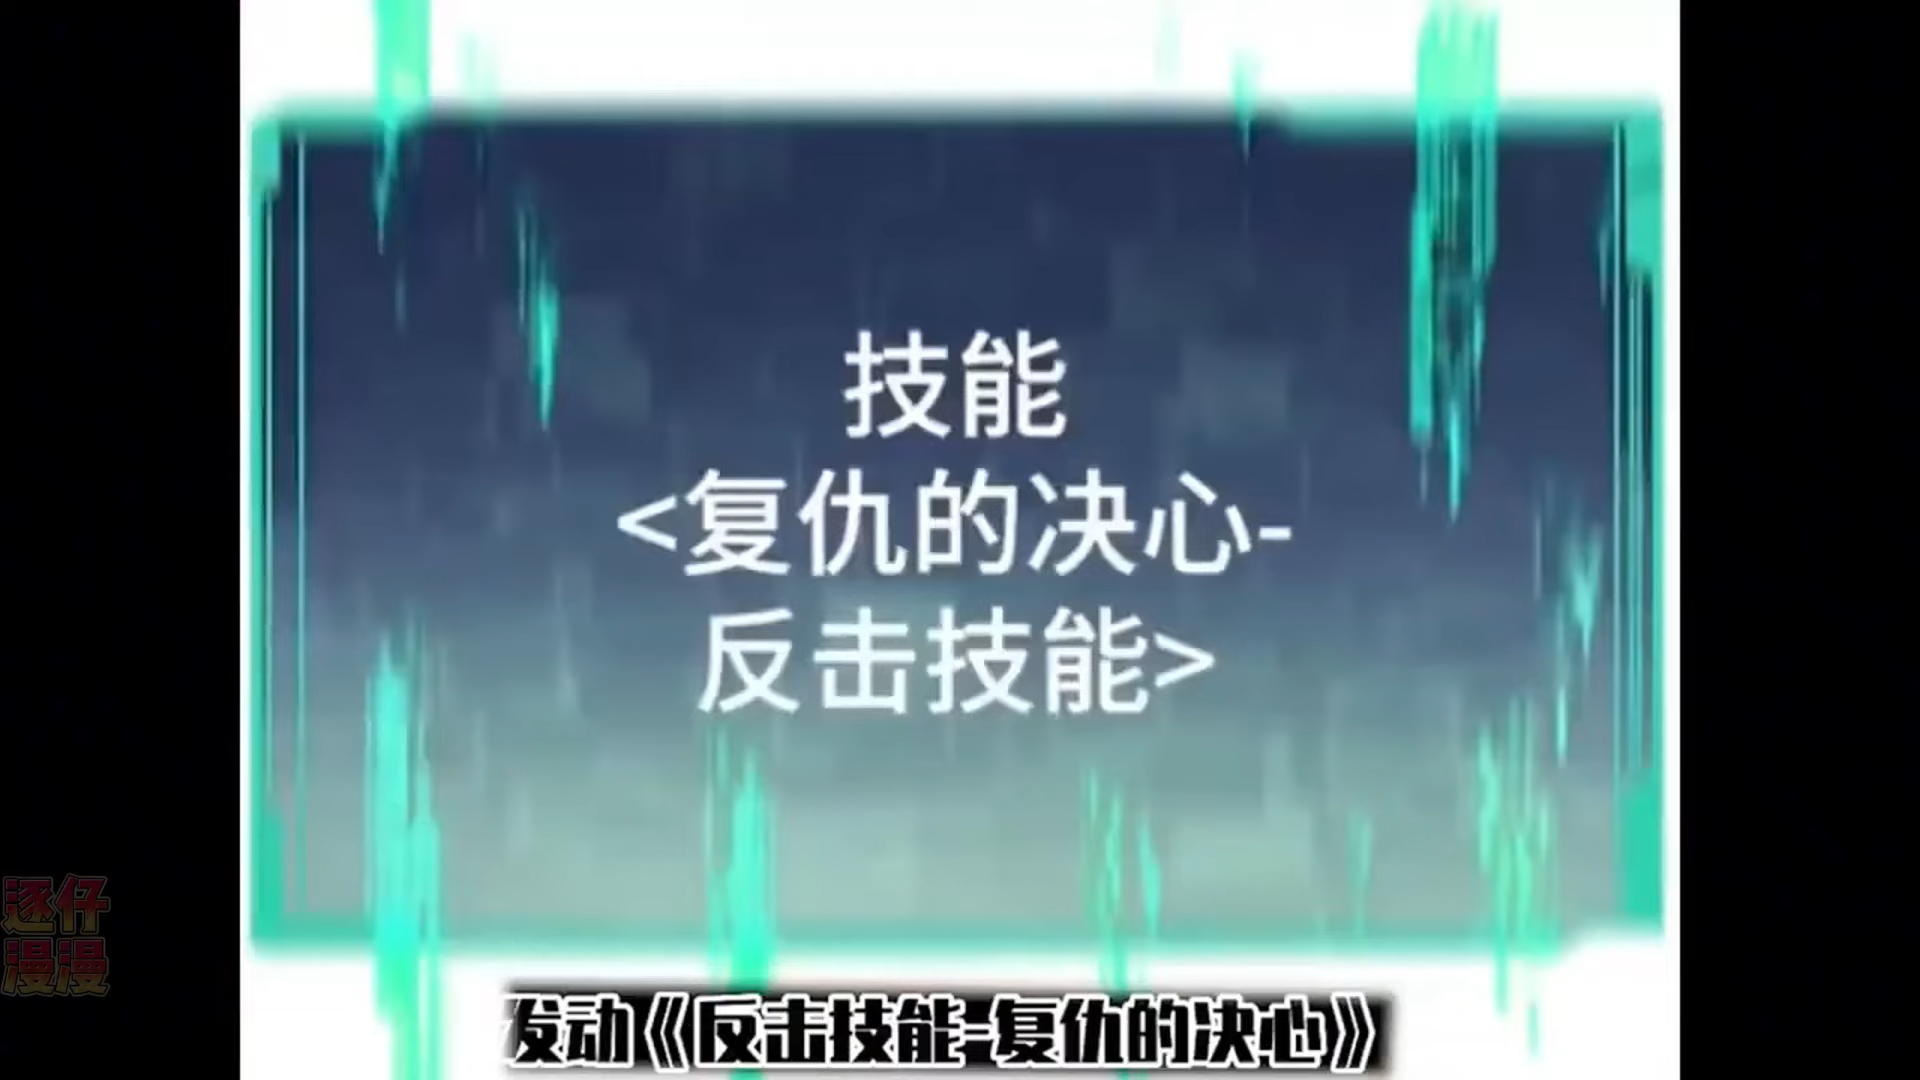 技能
<复仇的决心-
反击技能>
逐仔
漫漫
发动《反击技能-复仇的决心》